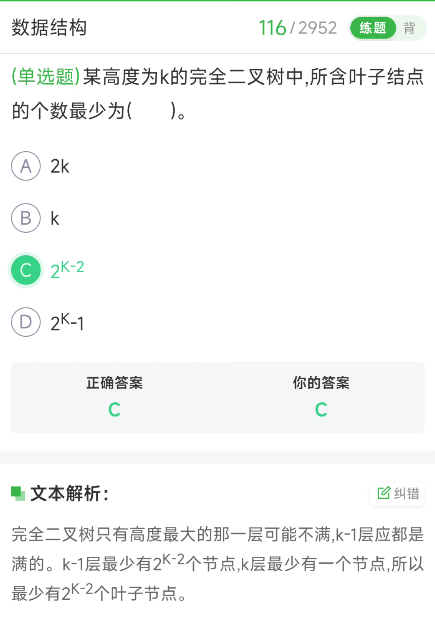 数据结构 116/2952 练题 背
(单选题)某高度为k的完全二叉树中,所含叶子结点
的个数最少为(  )。
A 2k
B k
C 2^K-2
D 2^K-1
正确答案 你的答案
C C
文本解析： 纠错
完全二叉树只有高度最大的那一层可能不满,k-1层应都是
满的。k-1层最少有2^K-2个节点,k层最少有一个节点,所以
最少有2^K-2个叶子节点。